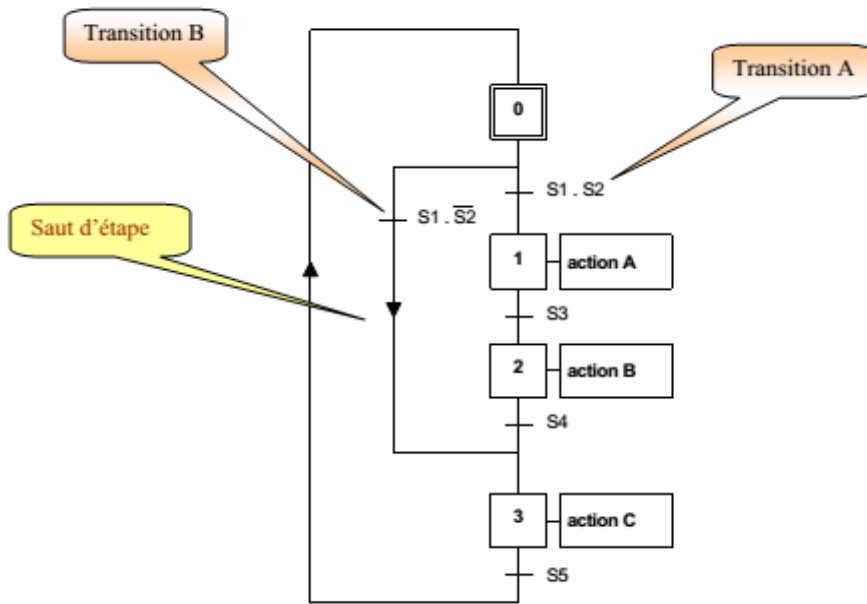 Transition B
Transition A
0
S1 . S2
S1 . S̅2̅
Saut d'étape
1
action A
S3
2
action B
S4
3
action C
S5